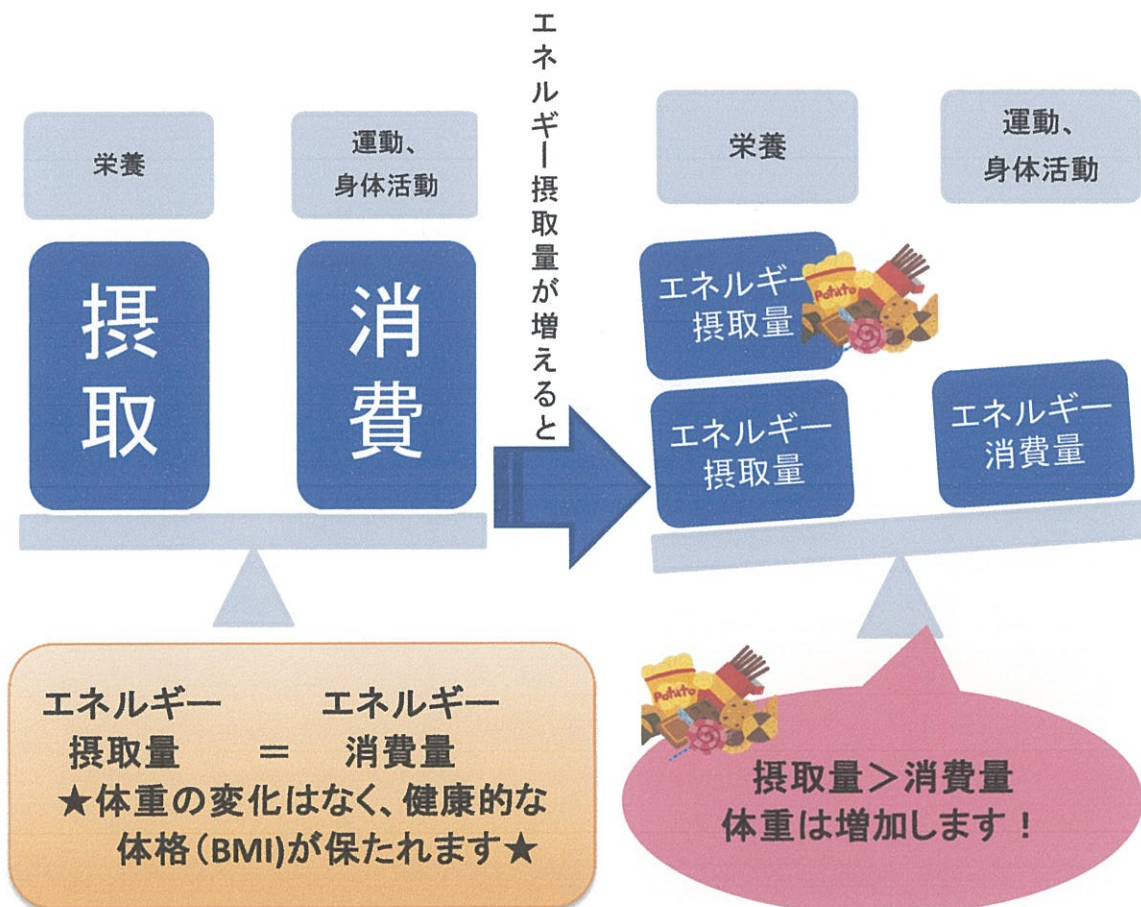 栄養
運動、
身体活動
摂
取
消
費
エネルギー摂取量が増えると
栄養
運動、
身体活動
エネルギー
摂取量
Potato
エネルギー
摂取量
エネルギー
消費量
エネルギー　エネルギー
摂取量　＝　消費量
★体重の変化はなく、健康的な
体格(BMI)が保たれます★
Potato
摂取量＞消費量
体重は増加します！